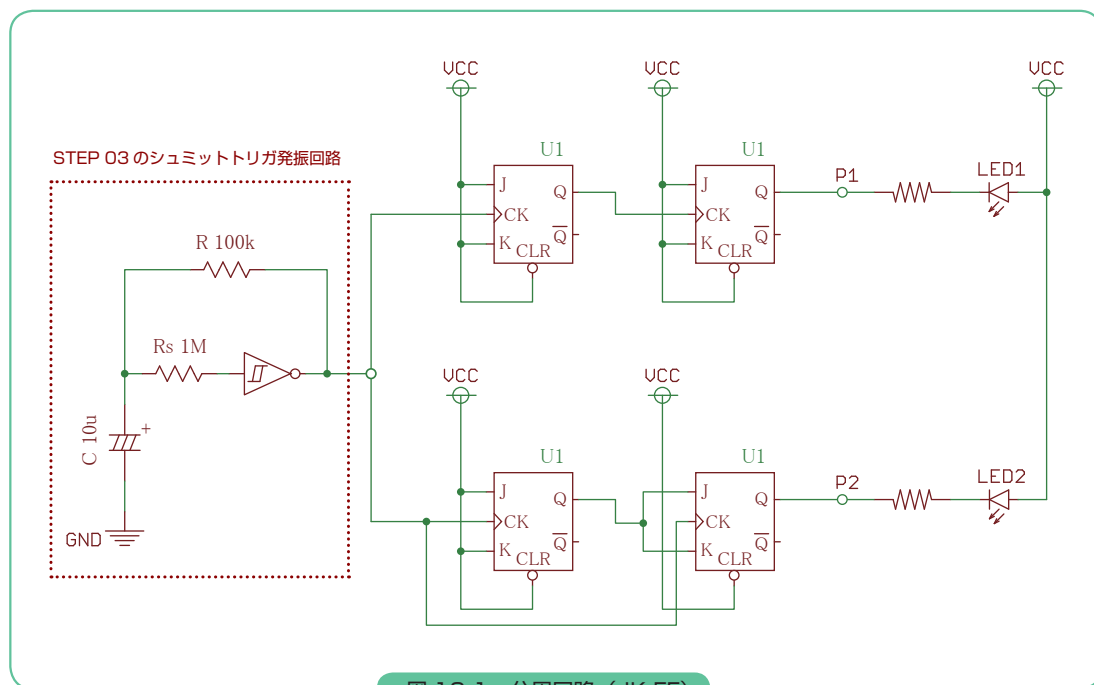 VCC
VCC
VCC
STEP 03 のシュミットトリガ発振回路
U1
U1
J
Q
CK
K
Q
CLR
J
Q
CK
K
Q
CLR
P1
LED1
R 100k
Rs 1M
C 10u
+
GND
VCC
VCC
U1
U1
J
Q
CK
K
Q
CLR
J
Q
CK
K
Q
CLR
P2
LED2